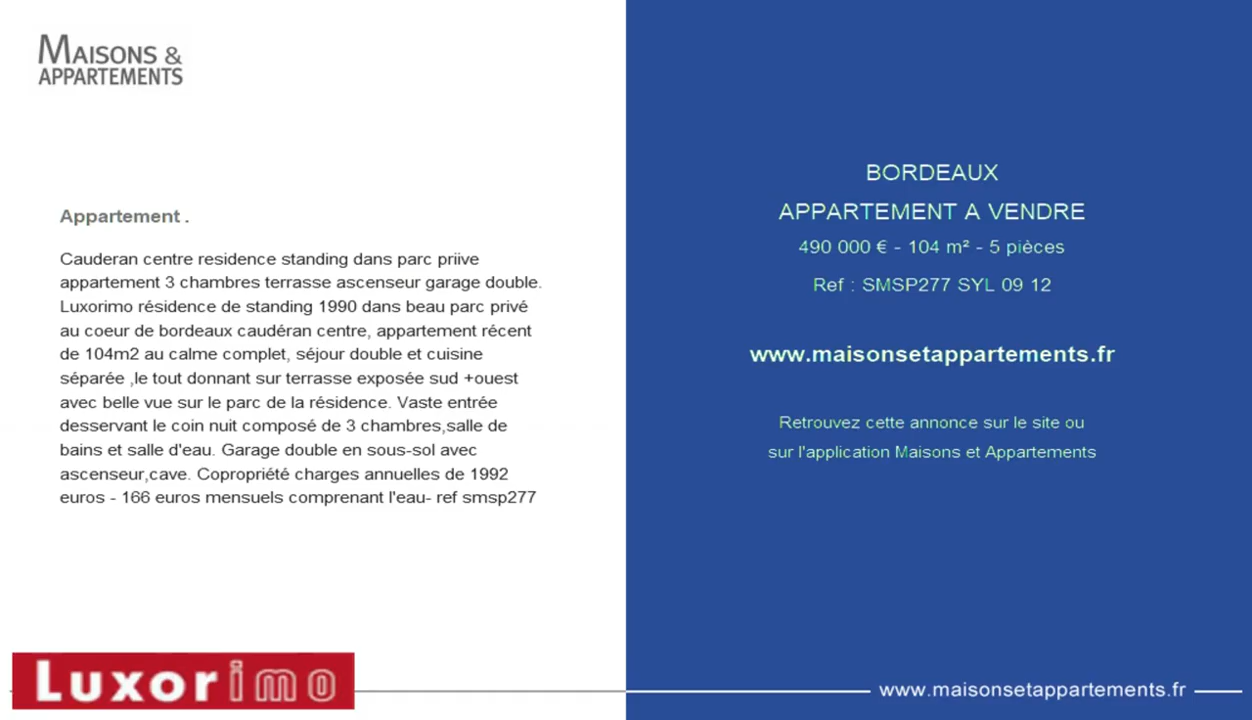 MAISONS &
APPARTEMENTS
Appartement .
Cauderan centre residence standing dans parc priive
appartement 3 chambres terrasse ascenseur garage double.
Luxorimo résidence de standing 1990 dans beau parc privé
au coeur de bordeaux caudéran centre, appartement récent
de 104m2 au calme complet, séjour double et cuisine
séparée ,le tout donnant sur terrasse exposée sud +ouest
avec belle vue sur le parc de la résidence. Vaste entrée
desservant le coin nuit composé de 3 chambres,salle de
bains et salle d'eau. Garage double en sous-sol avec
ascenseur,cave. Copropriété charges annuelles de 1992
euros - 166 euros mensuels comprenant l'eau- ref smsp277
Luxorimo
BORDEAUX
APPARTEMENT A VENDRE
490 000 € - 104 m² - 5 pièces
Ref : SMSP277 SYL 09 12
www.maisonsetappartements.fr
Retrouvez cette annonce sur le site ou
sur l'application Maisons et Appartements
www.maisonsetappartements.fr